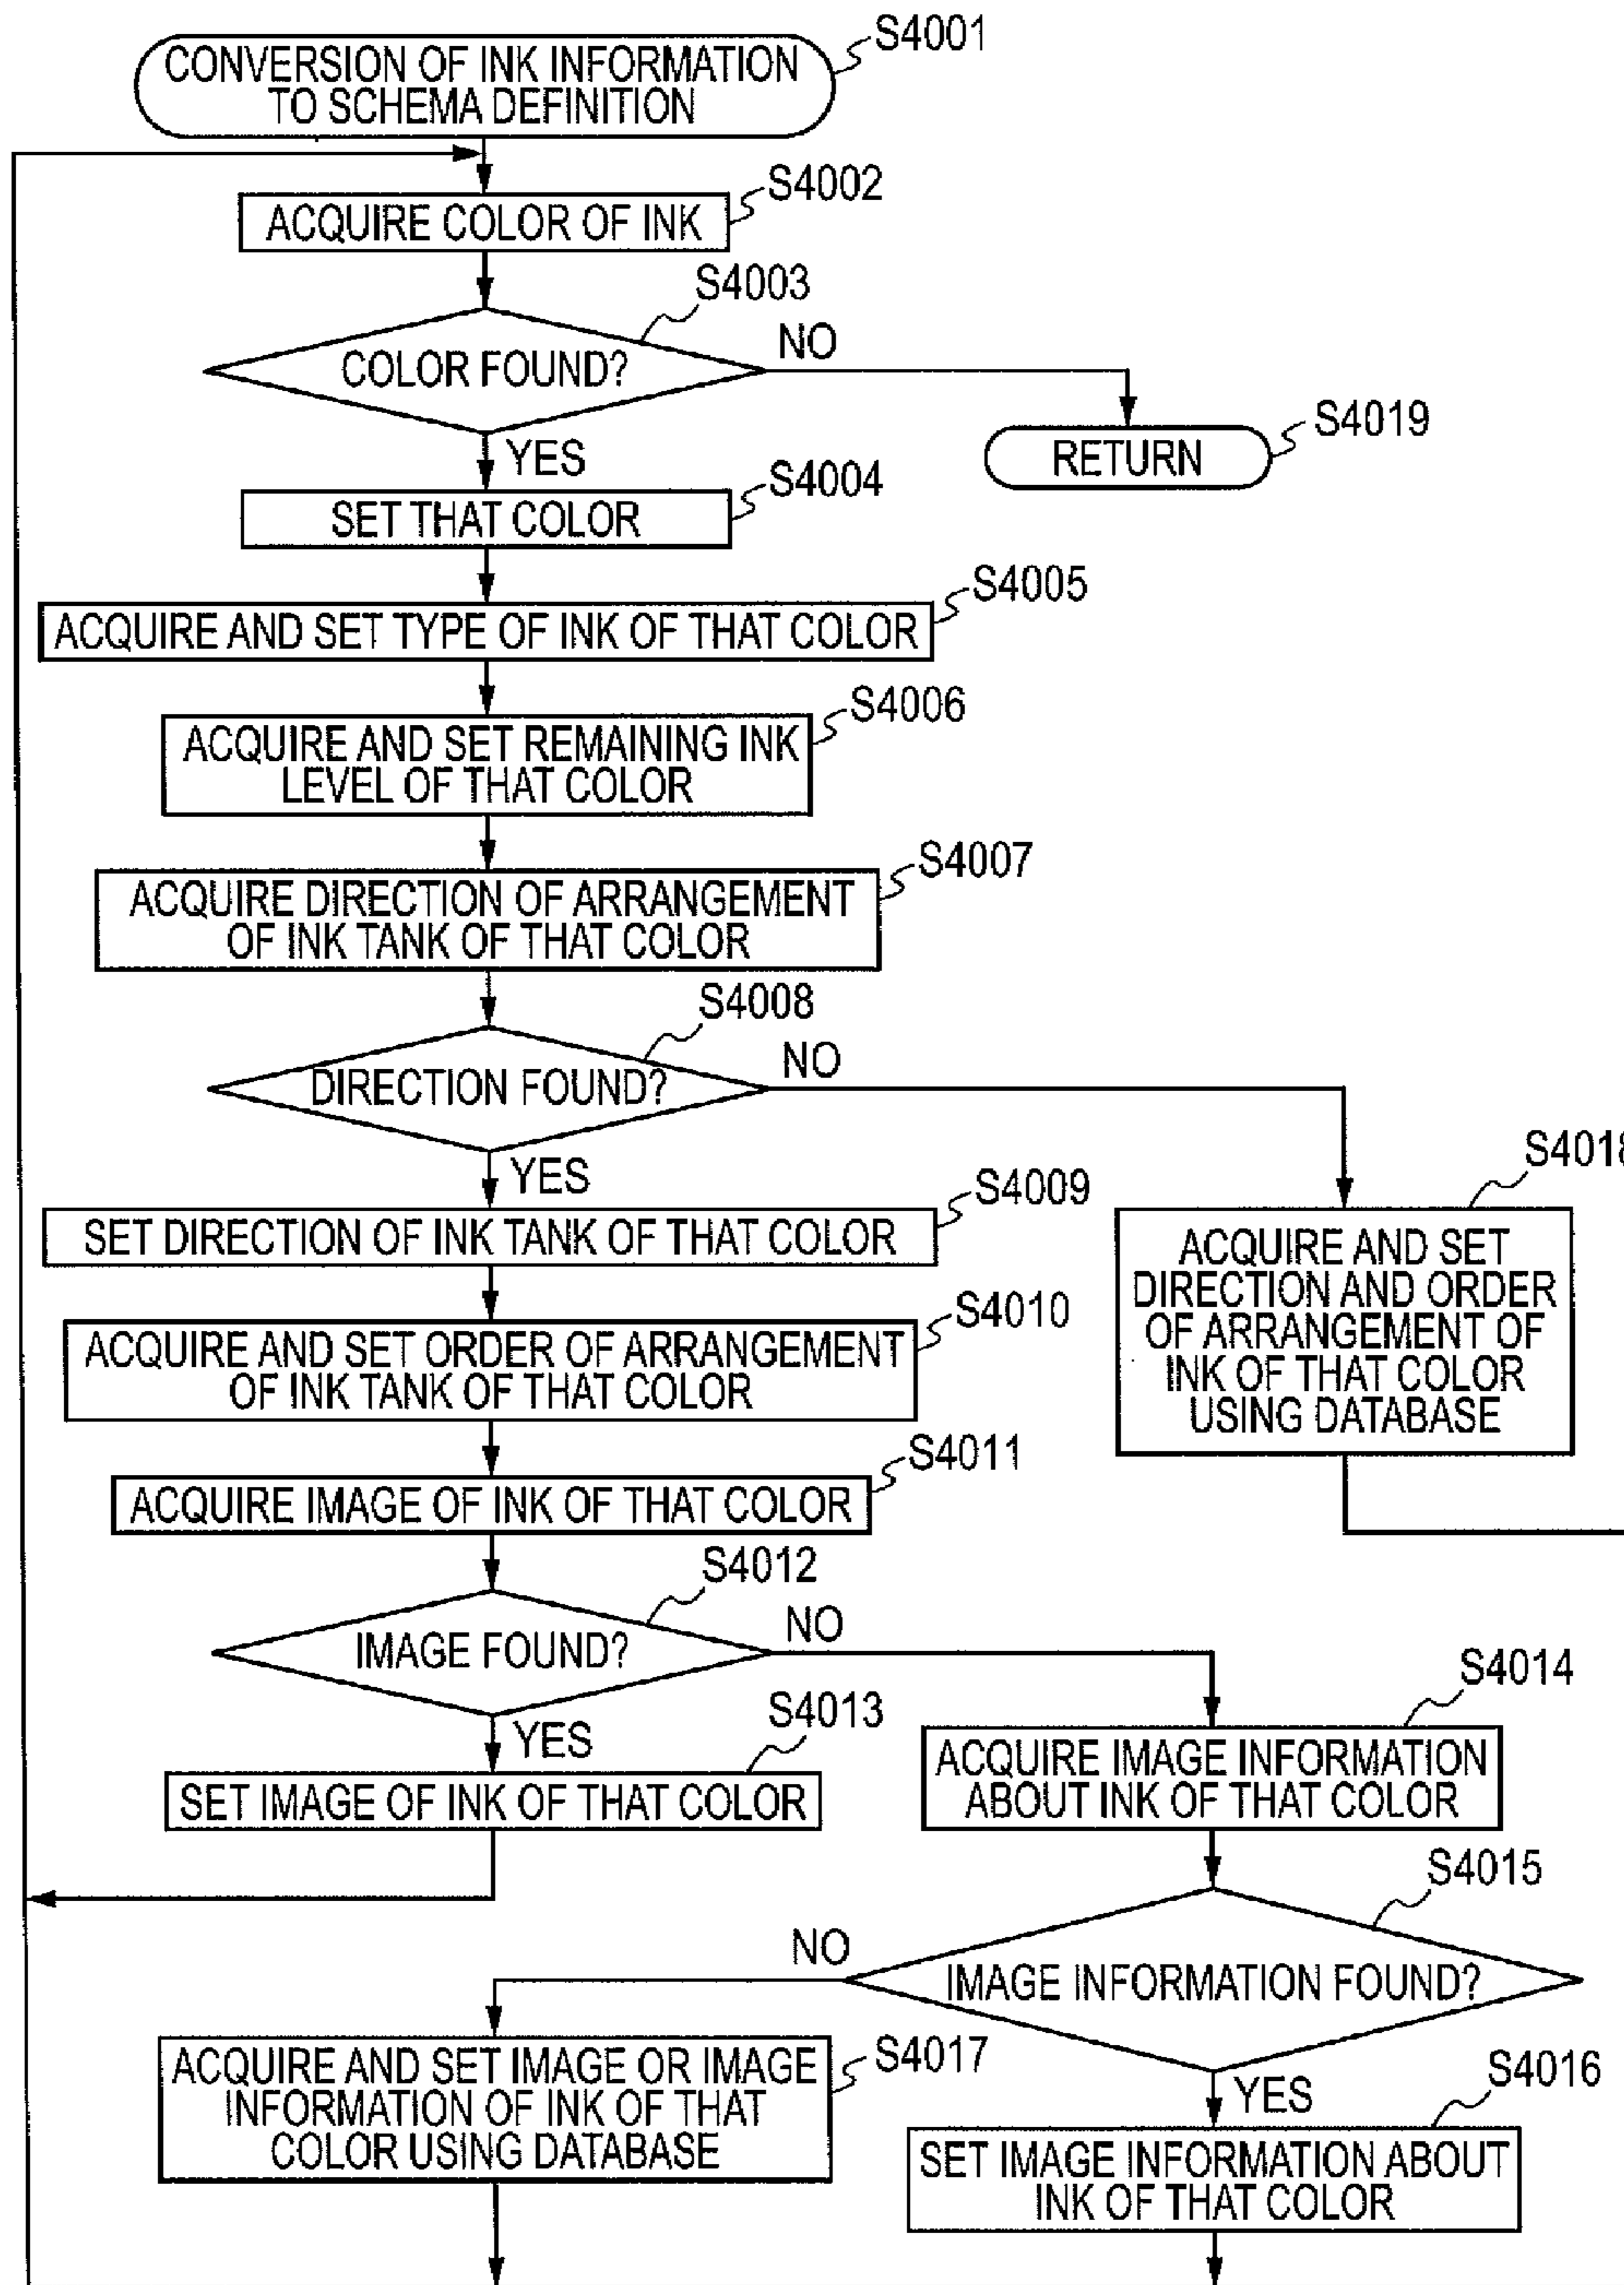 S4001
CONVERSION OF INK INFORMATION
TO SCHEMA DEFINITION
S4002
ACQUIRE COLOR OF INK
S4003
COLOR FOUND?
NO
S4019
RETURN
YES
S4004
SET THAT COLOR
S4005
ACQUIRE AND SET TYPE OF INK OF THAT COLOR
S4006
ACQUIRE AND SET REMAINING INK
LEVEL OF THAT COLOR
S4007
ACQUIRE DIRECTION OF ARRANGEMENT
OF INK TANK OF THAT COLOR
S4008
DIRECTION FOUND?
NO
S4018
ACQUIRE AND SET
DIRECTION AND ORDER
OF ARRANGEMENT OF
INK OF THAT COLOR
USING DATABASE
YES
S4009
SET DIRECTION OF INK TANK OF THAT COLOR
S4010
ACQUIRE AND SET ORDER OF ARRANGEMENT
OF INK TANK OF THAT COLOR
S4011
ACQUIRE IMAGE OF INK OF THAT COLOR
S4012
IMAGE FOUND?
NO
YES
S4013
SET IMAGE OF INK OF THAT COLOR
S4014
ACQUIRE IMAGE INFORMATION
ABOUT INK OF THAT COLOR
S4015
IMAGE INFORMATION FOUND?
NO
S4017
ACQUIRE AND SET IMAGE OR IMAGE
INFORMATION OF INK OF THAT
COLOR USING DATABASE
YES
S4016
SET IMAGE INFORMATION ABOUT
INK OF THAT COLOR